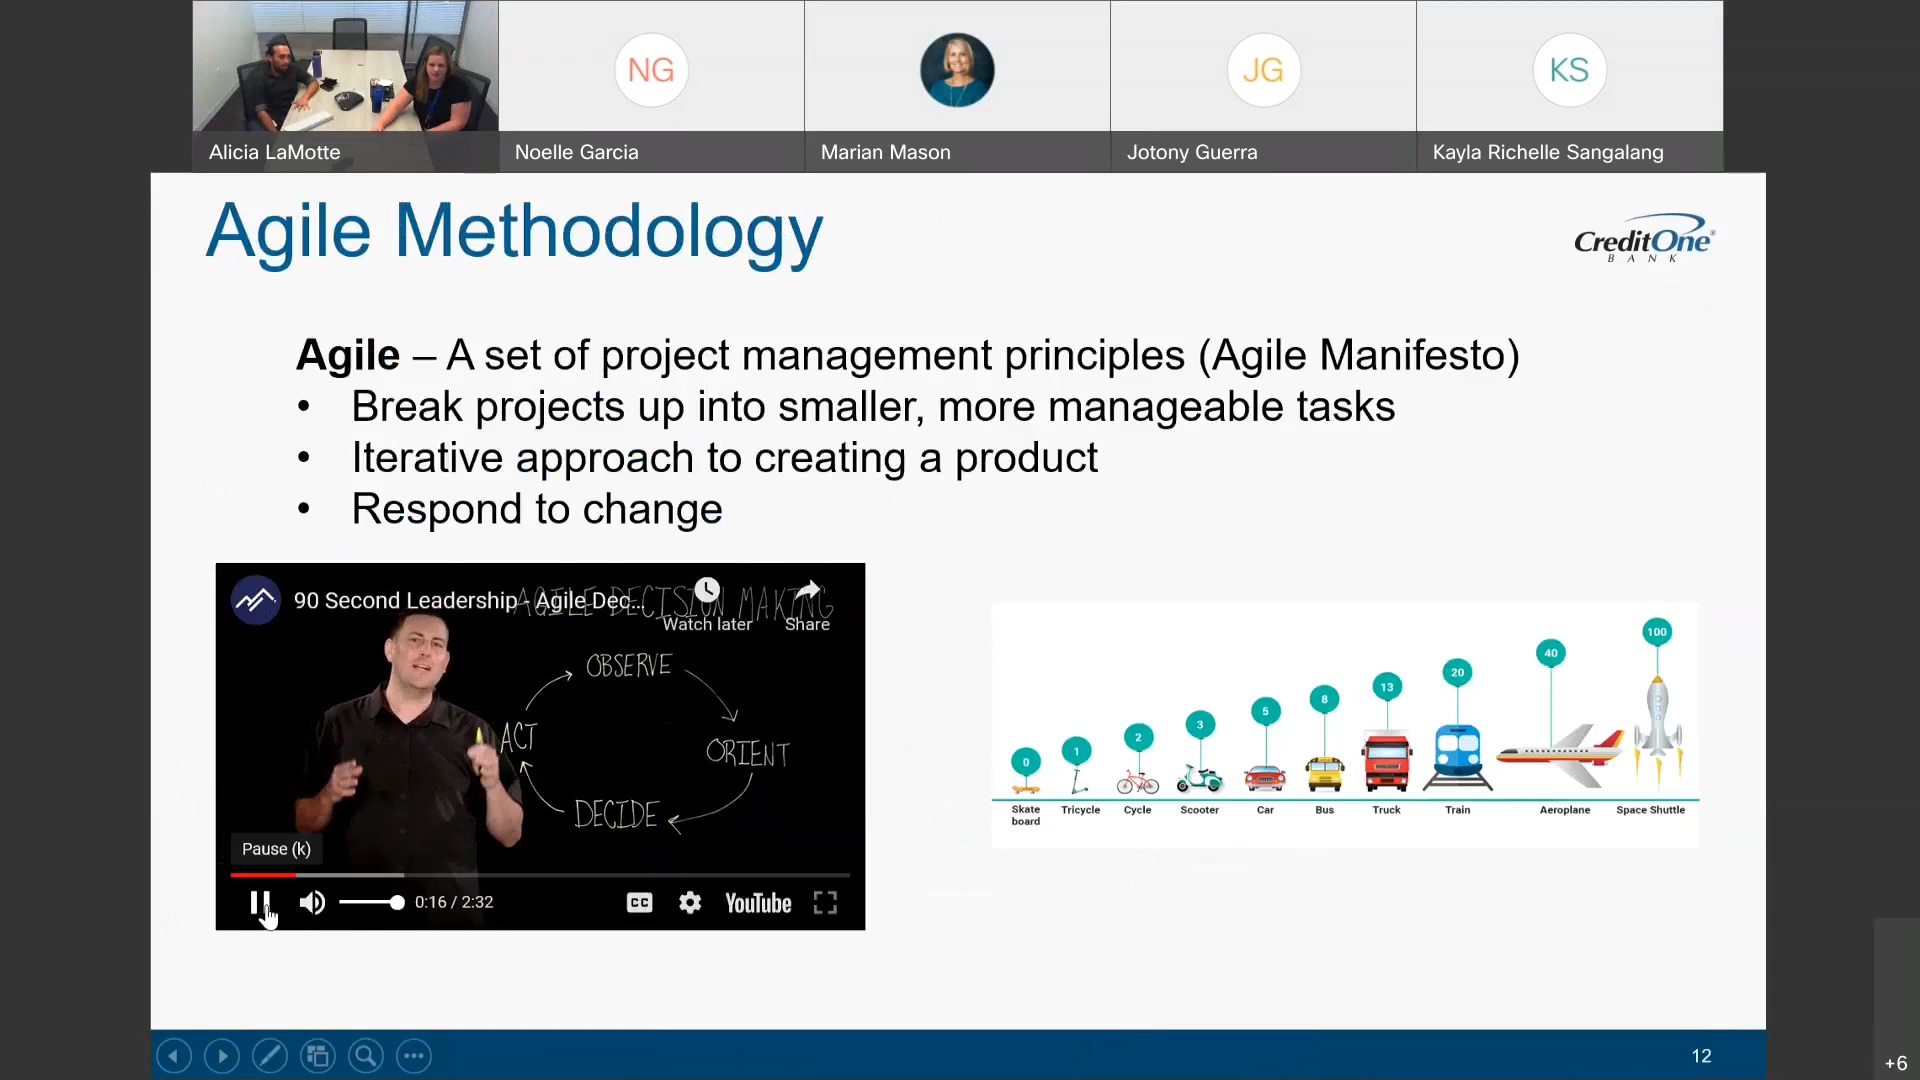 NG
JG
KS
Alicia LaMotte
Noelle Garcia
Marian Mason
Jotony Guerra
Kayla Richelle Sangalang
Agile Methodology
CreditOne®
BANK
Agile – A set of project management principles (Agile Manifesto)
• Break projects up into smaller, more manageable tasks
• Iterative approach to creating a product
• Respond to change
90 Second Leadership - Agile Dec...
AGILE DECISION MAKING
Watch later
Share
OBSERVE
ACT
ORIENT
DECIDE
Pause (k)
0:16 / 2:32
CC
YouTube
0 1 2 3 5 8 13 20 40 100
Skate board Tricycle Cycle Scooter Car Bus Truck Train Aeroplane Space Shuttle
12
+6